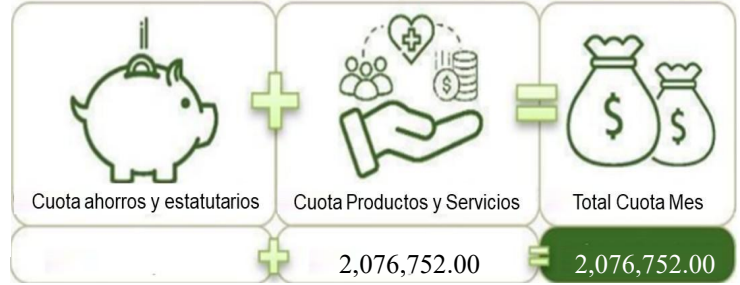 Cuota ahorros y estatutarios
Cuota Productos y Servicios
Total Cuota Mes
2,076,752.00
2,076,752.00